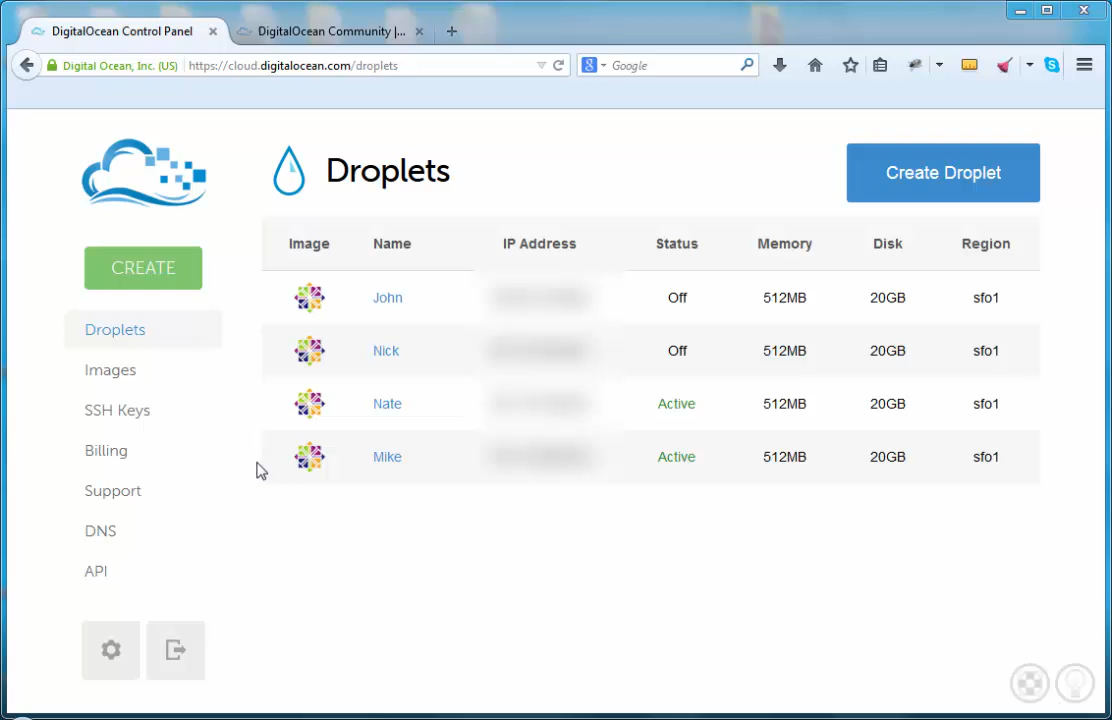 DigitalOcean Control Panel
DigitalOcean Community |...
Digital Ocean, Inc. (US)
https://cloud.digitalocean.com/droplets
Google
Droplets
Create Droplet
CREATE
Droplets
Images
SSH Keys
Billing
Support
DNS
API
Image Name IP Address Status Memory Disk Region
John Off 512MB 20GB sfo1
Nick Off 512MB 20GB sfo1
Nate Active 512MB 20GB sfo1
Mike Active 512MB 20GB sfo1